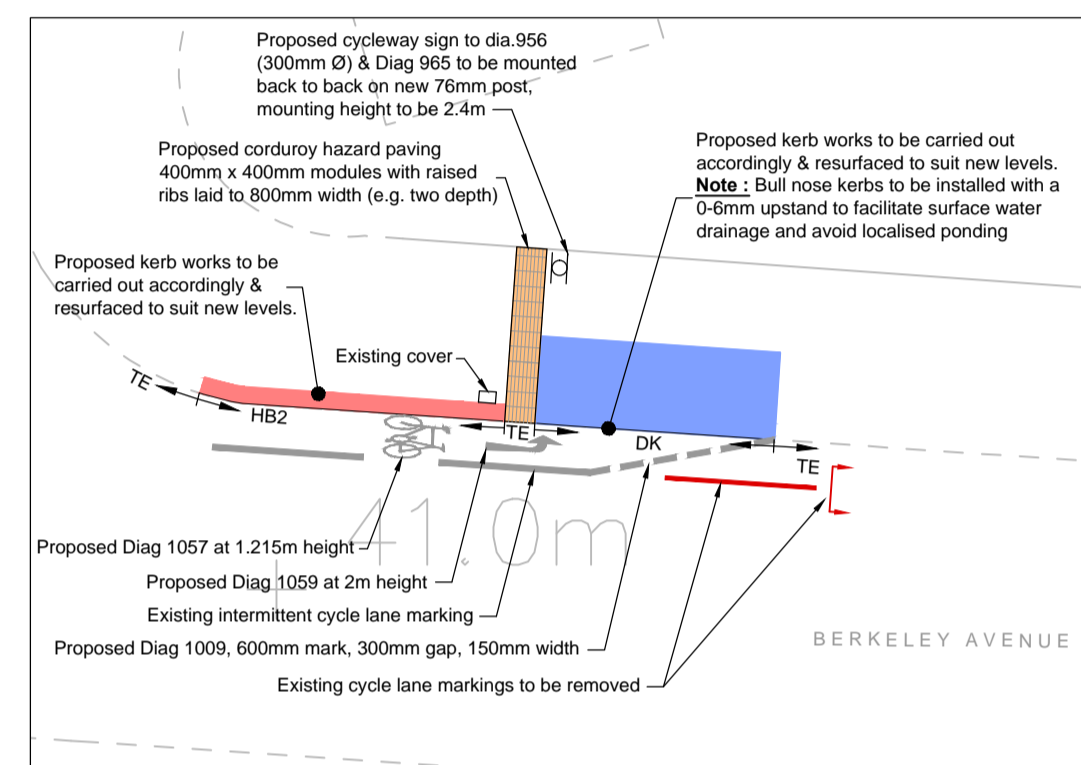 Proposed cycleway sign to dia.956
(300mm Ø) & Diag 965 to be mounted
back to back on new 76mm post,
mounting height to be 2.4m
Proposed corduroy hazard paving
400mm x 400mm modules with raised
ribs laid to 800mm width (e.g. two depth)
Proposed kerb works to be carried out
accordingly & resurfaced to suit new levels.
Note : Bull nose kerbs to be installed with a
0-6mm upstand to facilitate surface water
drainage and avoid localised ponding
Proposed kerb works to be
carried out accordingly &
resurfaced to suit new levels.
Existing cover
TE
HB2
TE
DK
TE
41.0m
Proposed Diag 1057 at 1.215m height
Proposed Diag 1059 at 2m height
Existing intermittent cycle lane marking
Proposed Diag 1009, 600mm mark, 300mm gap, 150mm width
BERKELEY AVENUE
Existing cycle lane markings to be removed